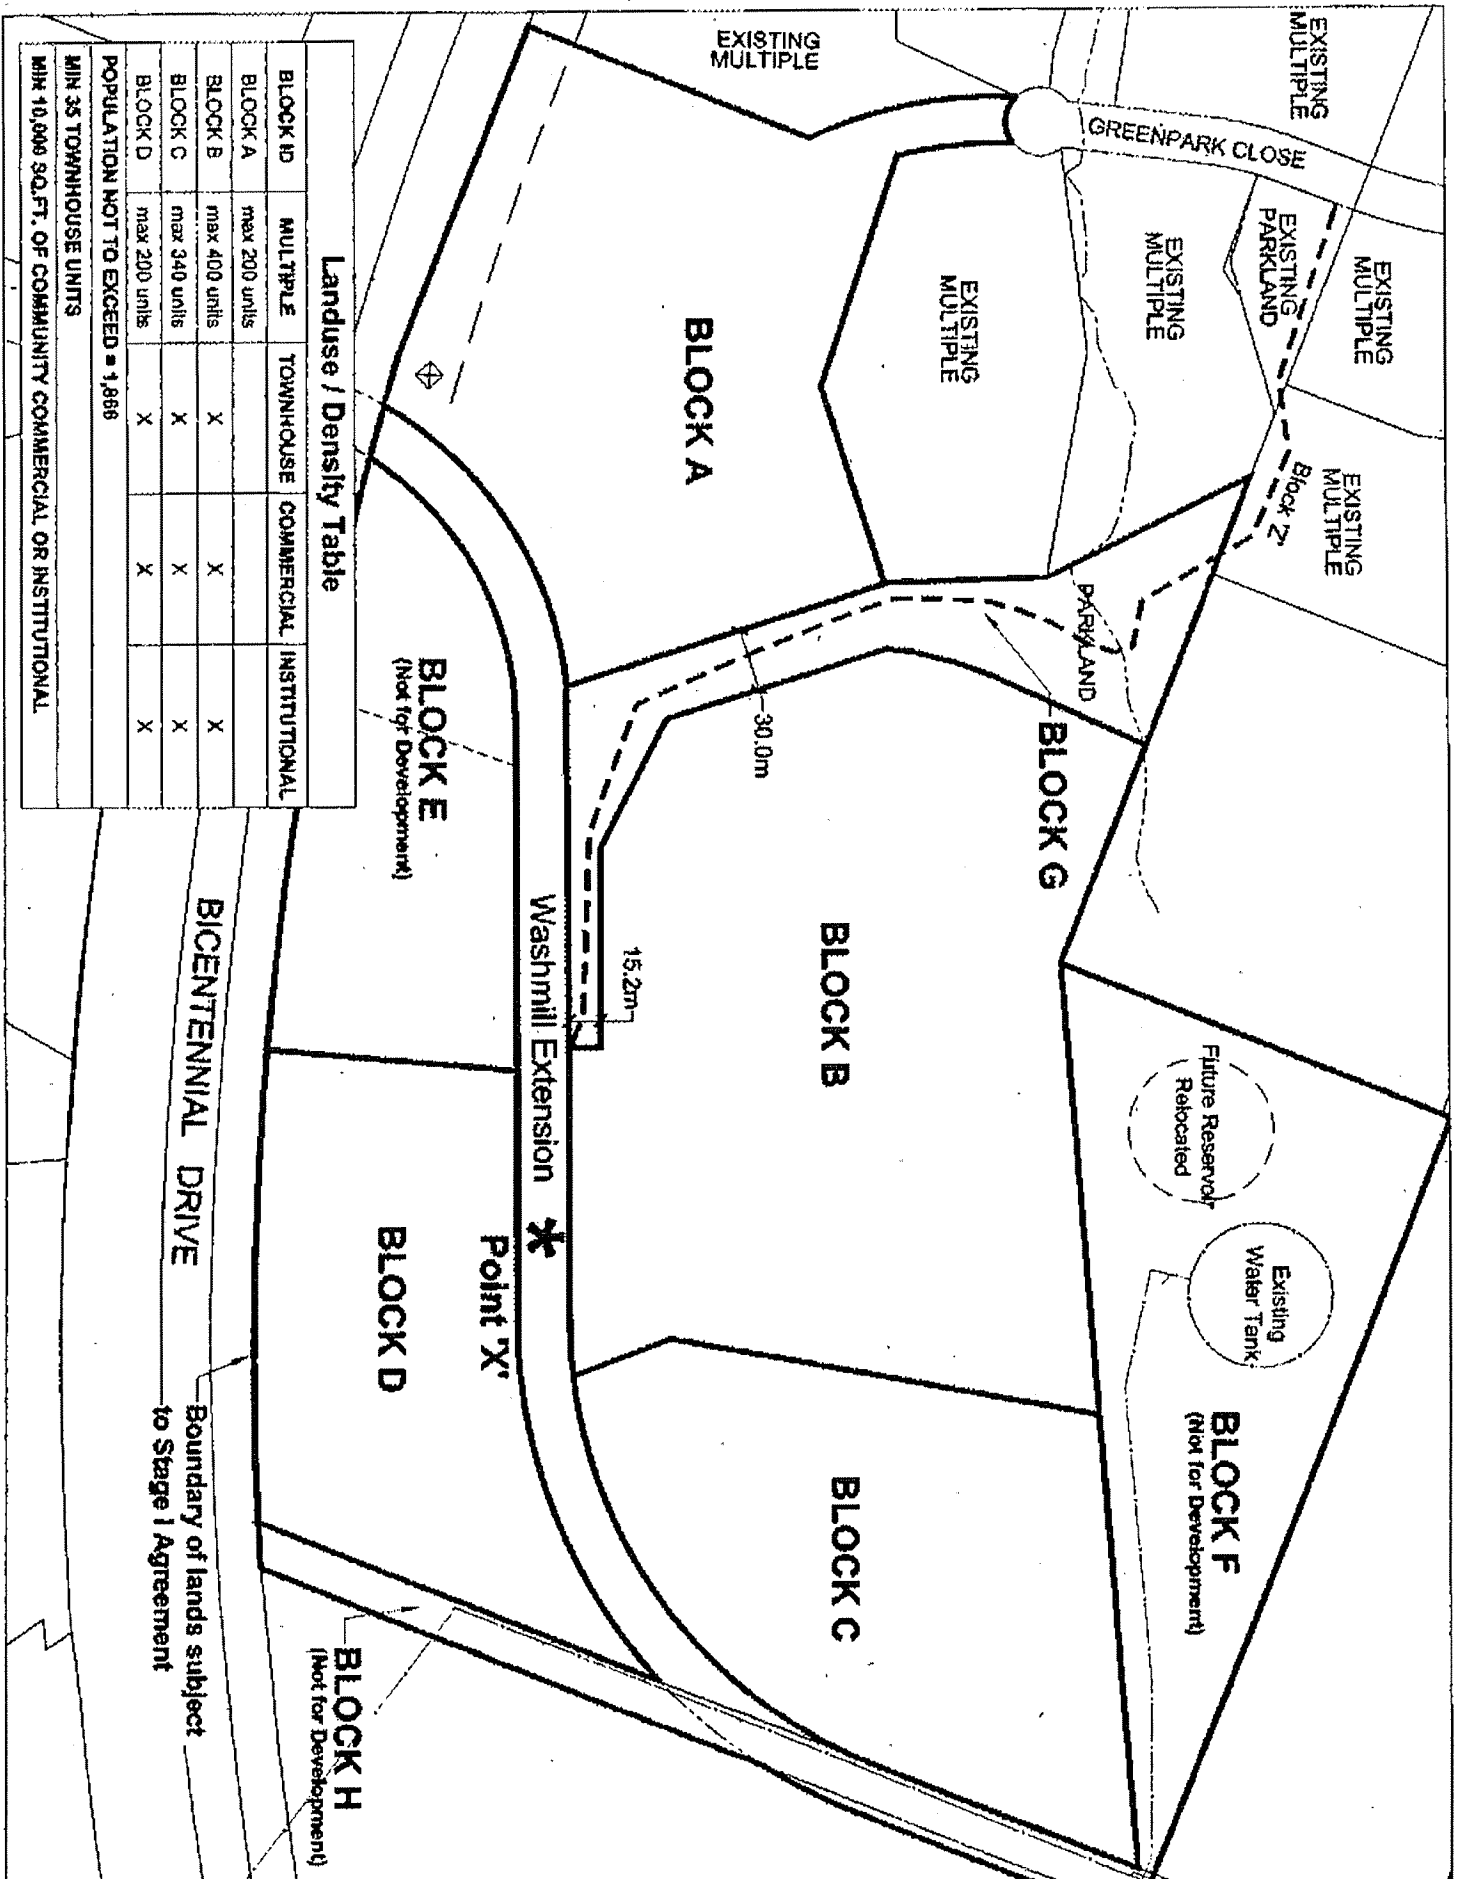 EXISTING
MULTIPLE
EXISTING
MULTIPLE
GREENPARK CLOSE
EXISTING
PARKLAND
EXISTING
MULTIPLE
EXISTING
MULTIPLE
EXISTING
MULTIPLE
EXISTING
MULTIPLE
Block 'Z'
PARKLAND
BLOCK A
BLOCK G
30.0m
BLOCK B
15.2m
Washmill Extension
Point 'X'
BLOCK C
BLOCK D
BLOCK E
(Not for Development)
Future Reservoir
Relocated
Existing
Water Tank
BLOCK F
(Not for Development)
BLOCK H
(Not for Development)
BICENTENNIAL DRIVE
Boundary of lands subject
to Stage I Agreement
Landuse / Density Table
BLOCK ID MULTIPLE TOWNHOUSE COMMERCIAL INSTITUTIONAL
BLOCK A max 200 units
BLOCK B max 400 units X X X
BLOCK C max 340 units X X X
BLOCK D max 200 units X X X
POPULATION NOT TO EXCEED = 1,866
MIN 35 TOWNHOUSE UNITS
MIN 10,000 SQ.FT. OF COMMUNITY COMMERCIAL OR INSTITUTIONAL